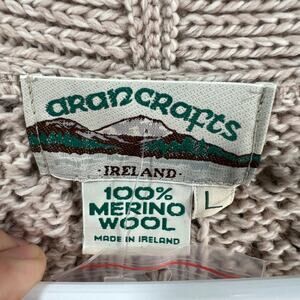 aranCrafts
·IRELAND·
100%
MERINO
WOOL
MADE IN IRELAND
L